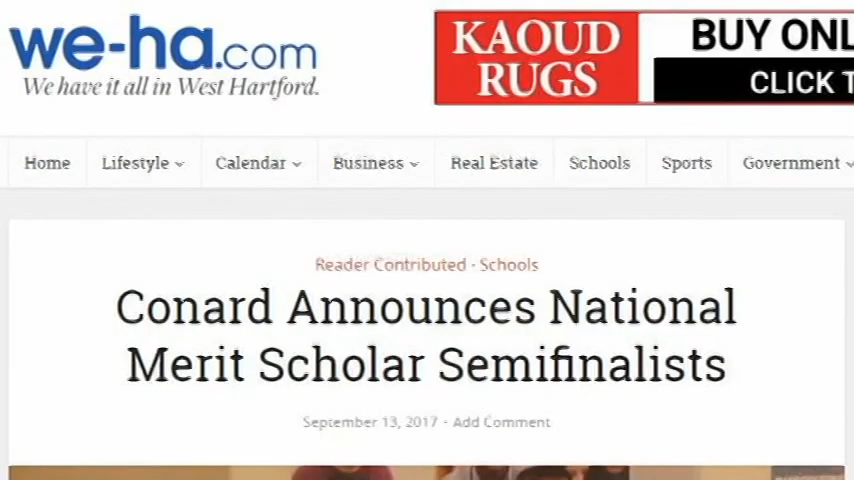 we-ha.com
We have it all in West Hartford.
KAOUD
RUGS
BUY ONL
CLICK T
Home Lifestyle Calendar Business Real Estate Schools Sports Government
Reader Contributed · Schools
Conard Announces National
Merit Scholar Semifinalists
September 13, 2017 · Add Comment